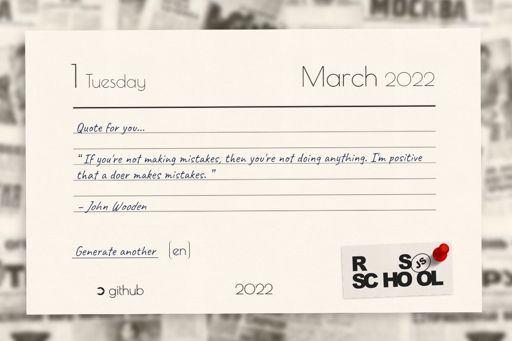 МОСКВА
1 Tuesday
March 2022
Quote for you...
“ If you're not making mistakes, then you're not doing anything. I'm positive
that a doer makes mistakes. ”
– John Wooden
Generate another [en]
github
2022
RS JS
SCHOOL